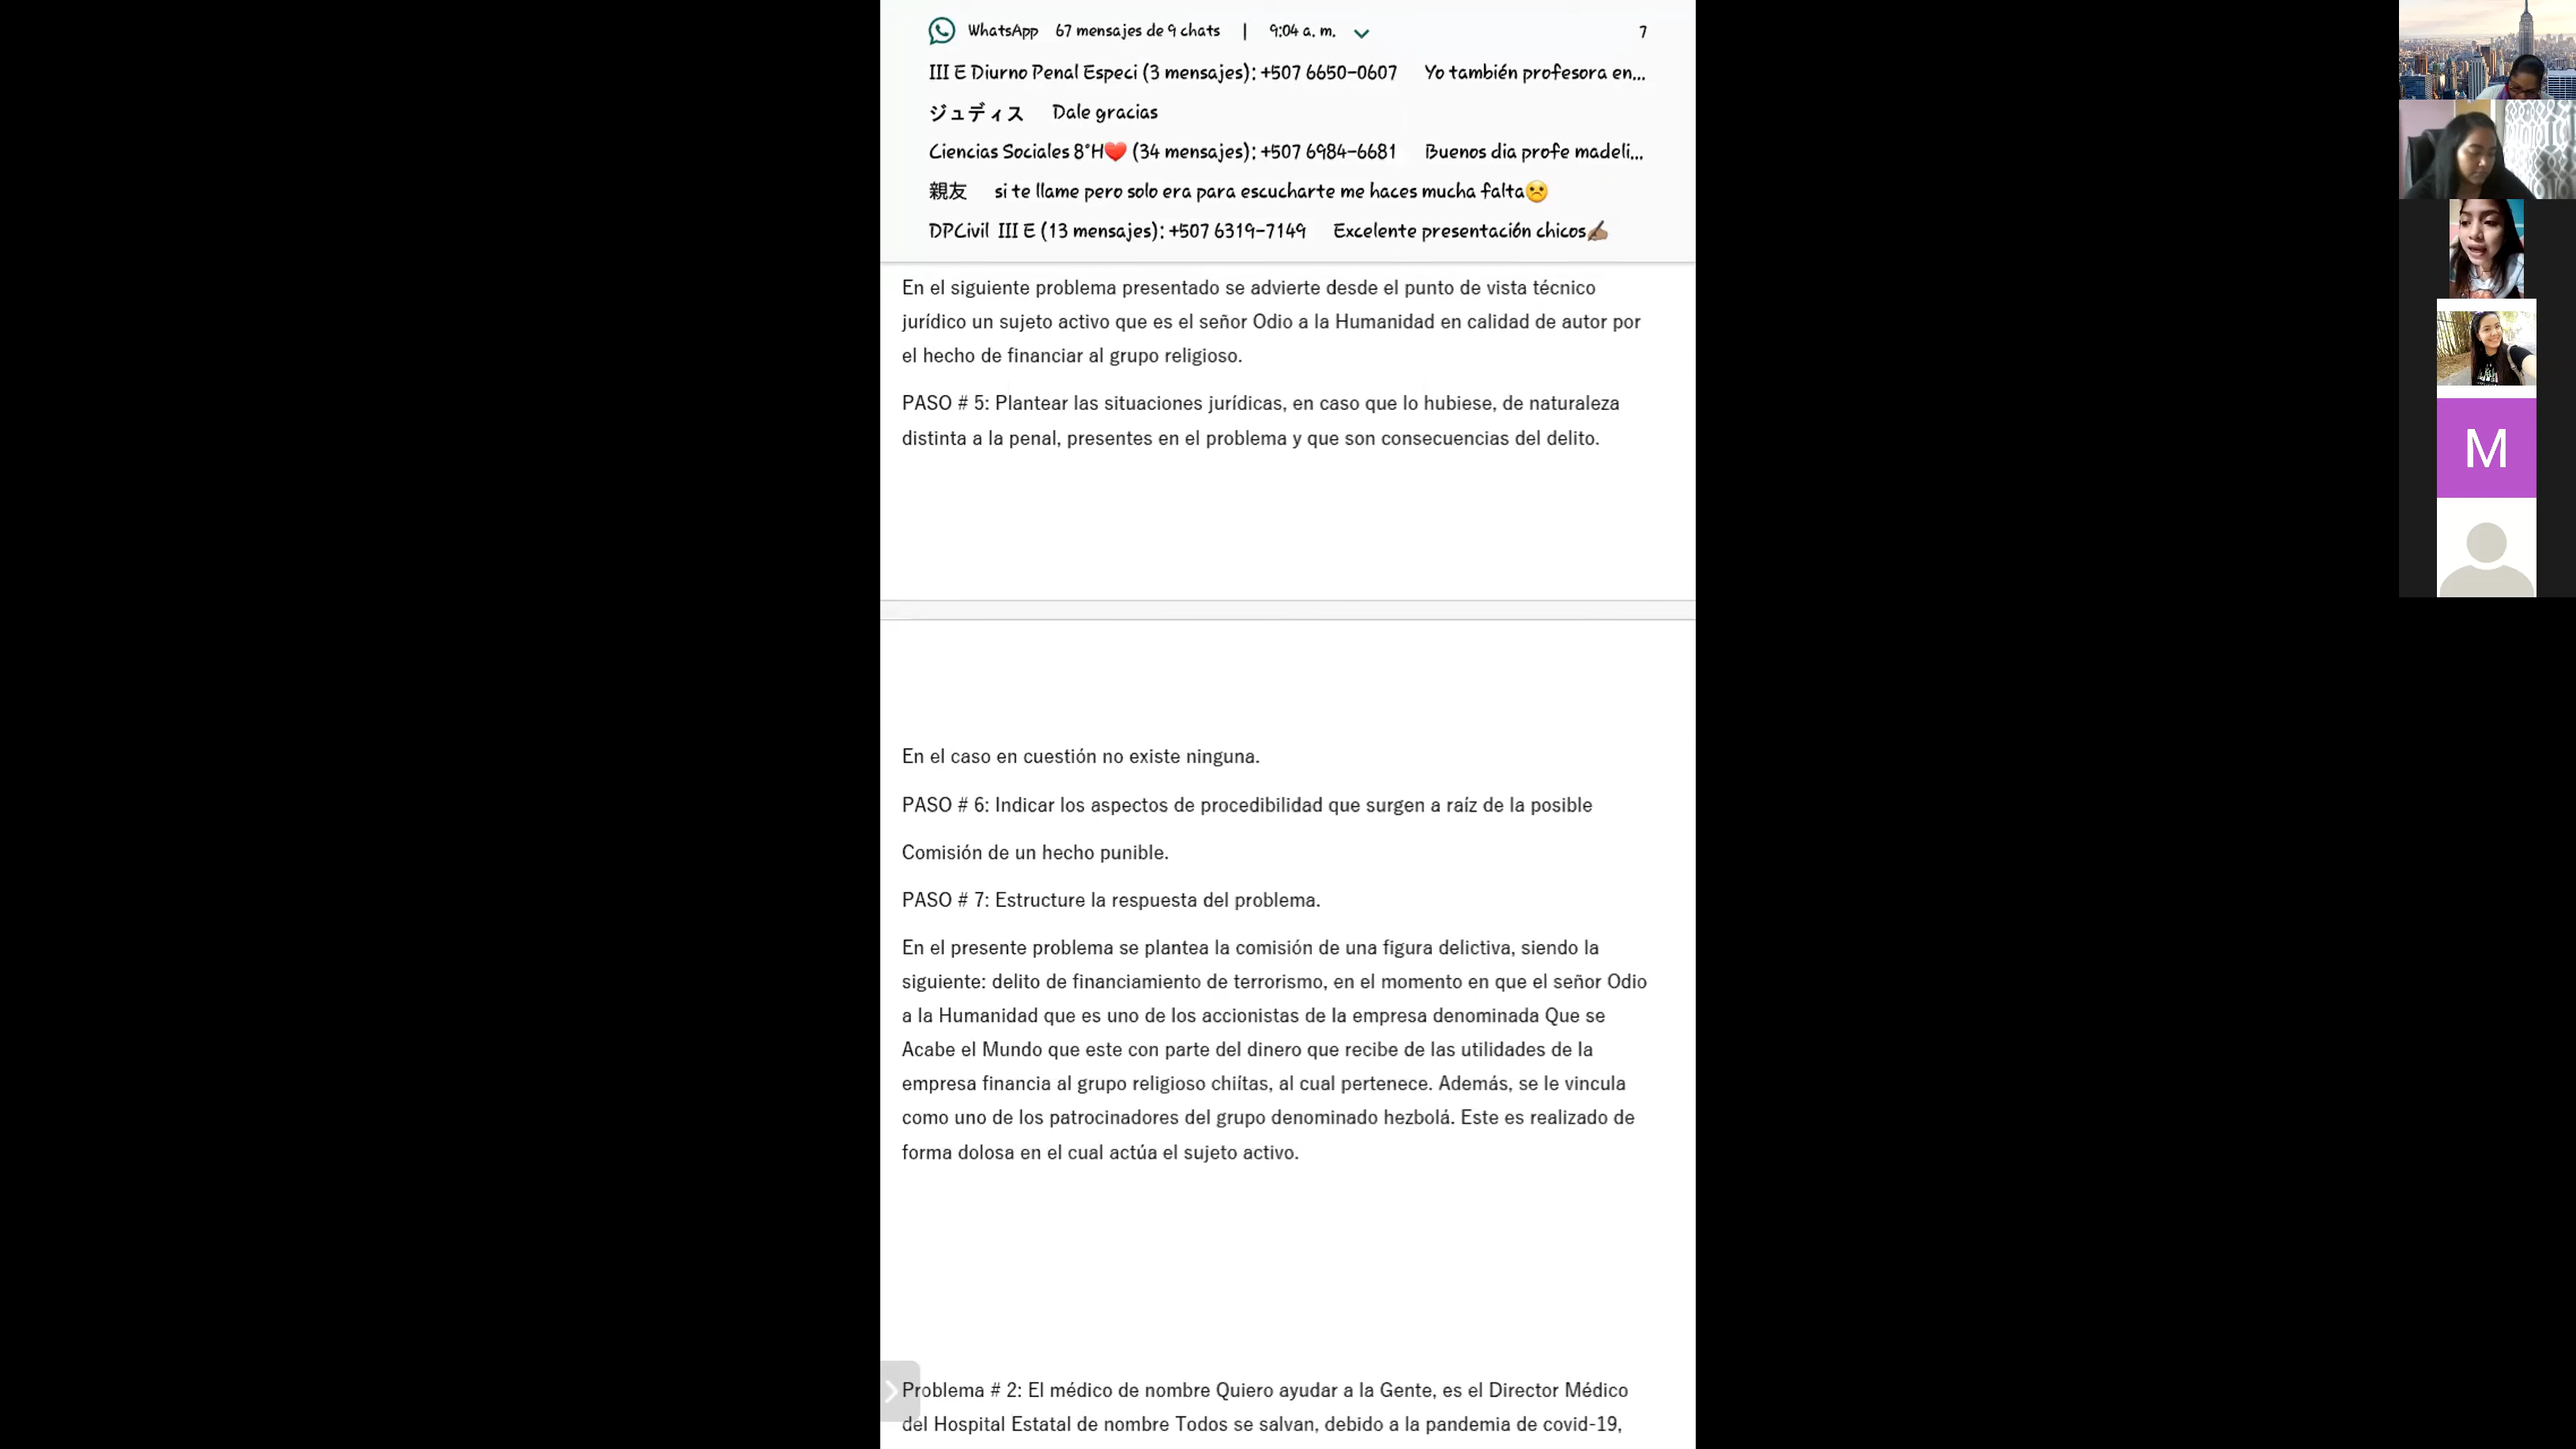 WhatsApp 67 mensajes de 9 chats | 9:04 a. m. 7
III E Diurno Penal Especi (3 mensajes): +507 6650-0607 Yo también profesora en...
ジュディス Dale gracias
Ciencias Sociales 8°H❤️ (34 mensajes): +507 6984-6681 Buenos dia profe madeli...
親友 si te llame pero solo era para escucharte me haces mucha falta☹️
DPCivil III E (13 mensajes): +507 6319-7149 Excelente presentación chicos✍🏽
En el siguiente problema presentado se advierte desde el punto de vista técnico
jurídico un sujeto activo que es el señor Odio a la Humanidad en calidad de autor por
el hecho de financiar al grupo religioso.
PASO # 5: Plantear las situaciones jurídicas, en caso que lo hubiese, de naturaleza
distinta a la penal, presentes en el problema y que son consecuencias del delito.
En el caso en cuestión no existe ninguna.
PASO # 6: Indicar los aspectos de procedibilidad que surgen a raíz de la posible
Comisión de un hecho punible.
PASO # 7: Estructure la respuesta del problema.
En el presente problema se plantea la comisión de una figura delictiva, siendo la
siguiente: delito de financiamiento de terrorismo, en el momento en que el señor Odio
a la Humanidad que es uno de los accionistas de la empresa denominada Que se
Acabe el Mundo que este con parte del dinero que recibe de las utilidades de la
empresa financia al grupo religioso chiítas, al cual pertenece. Además, se le vincula
como uno de los patrocinadores del grupo denominado hezbolá. Este es realizado de
forma dolosa en el cual actúa el sujeto activo.
Problema # 2: El médico de nombre Quiero ayudar a la Gente, es el Director Médico
del Hospital Estatal de nombre Todos se salvan, debido a la pandemia de covid-19,
M